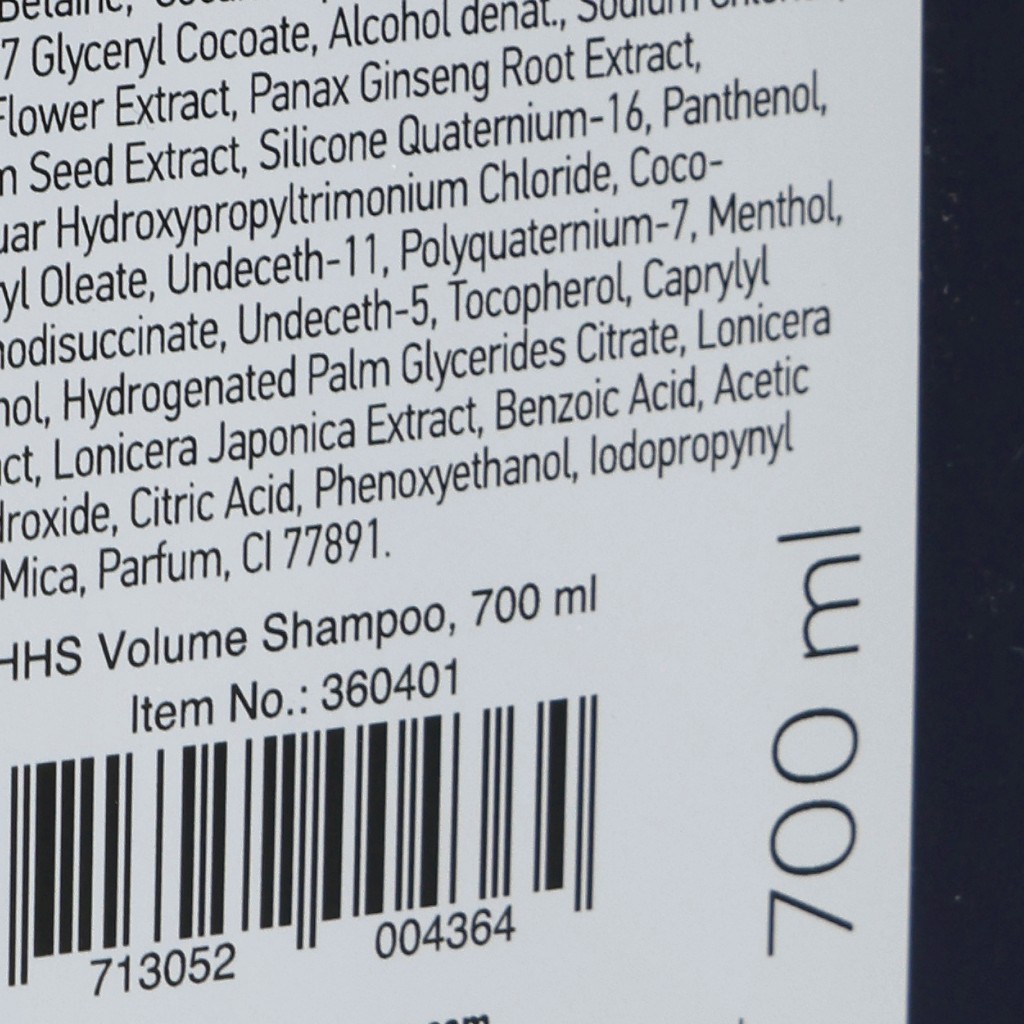 7 Glyceryl Cocoate, Alcohol denat., Sodium
Flower Extract, Panax Ginseng Root Extract,
Seed Extract, Silicone Quaternium-16, Panthenol,
Hydroxypropyltrimonium Chloride, Coco-
yl Oleate, Undeceth-11, Polyquaternium-7, Menthol,
odisuccinate, Undeceth-5, Tocopherol, Caprylyl
nol, Hydrogenated Palm Glycerides Citrate, Lonicera
ct, Lonicera Japonica Extract, Benzoic Acid, Acetic
droxide, Citric Acid, Phenoxyethanol, Iodopropynyl
Mica, Parfum, CI 77891.
HHS Volume Shampoo, 700 ml
Item No.: 360401
713052 004364
700 ml